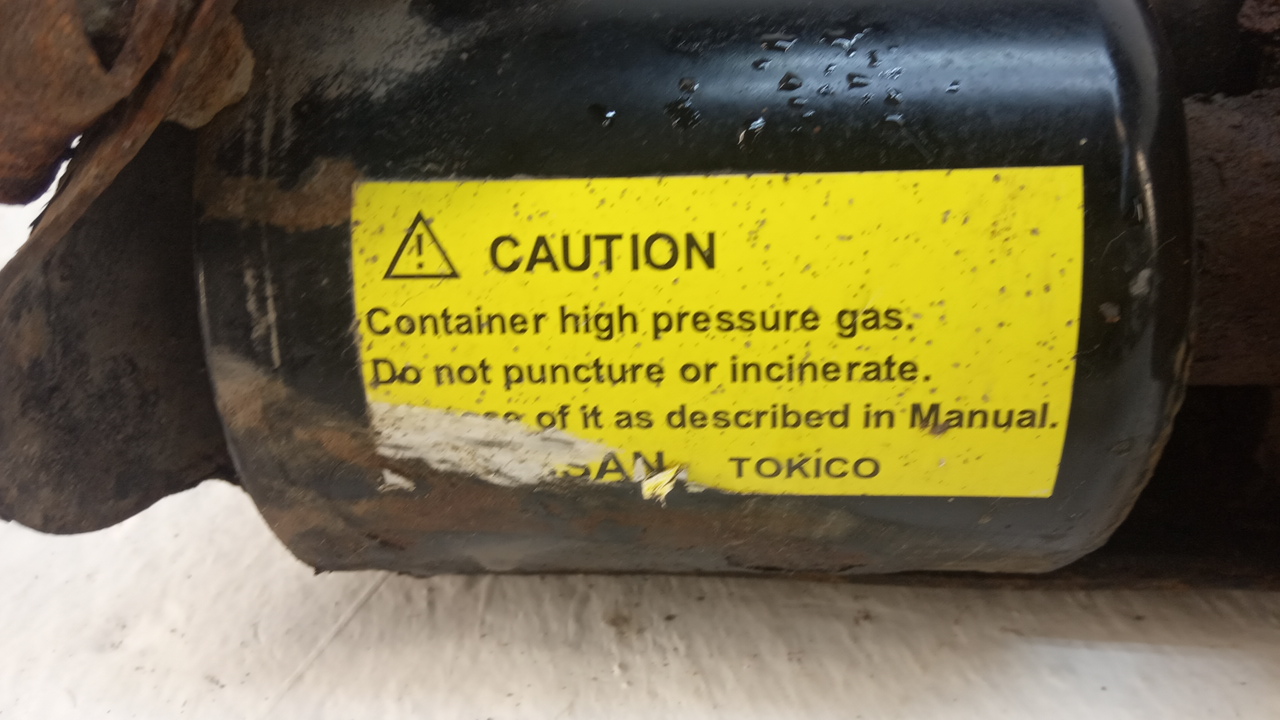 CAUTION
Container high pressure gas.
Do not puncture or incinerate.
of it as described in Manual.
TOKICO